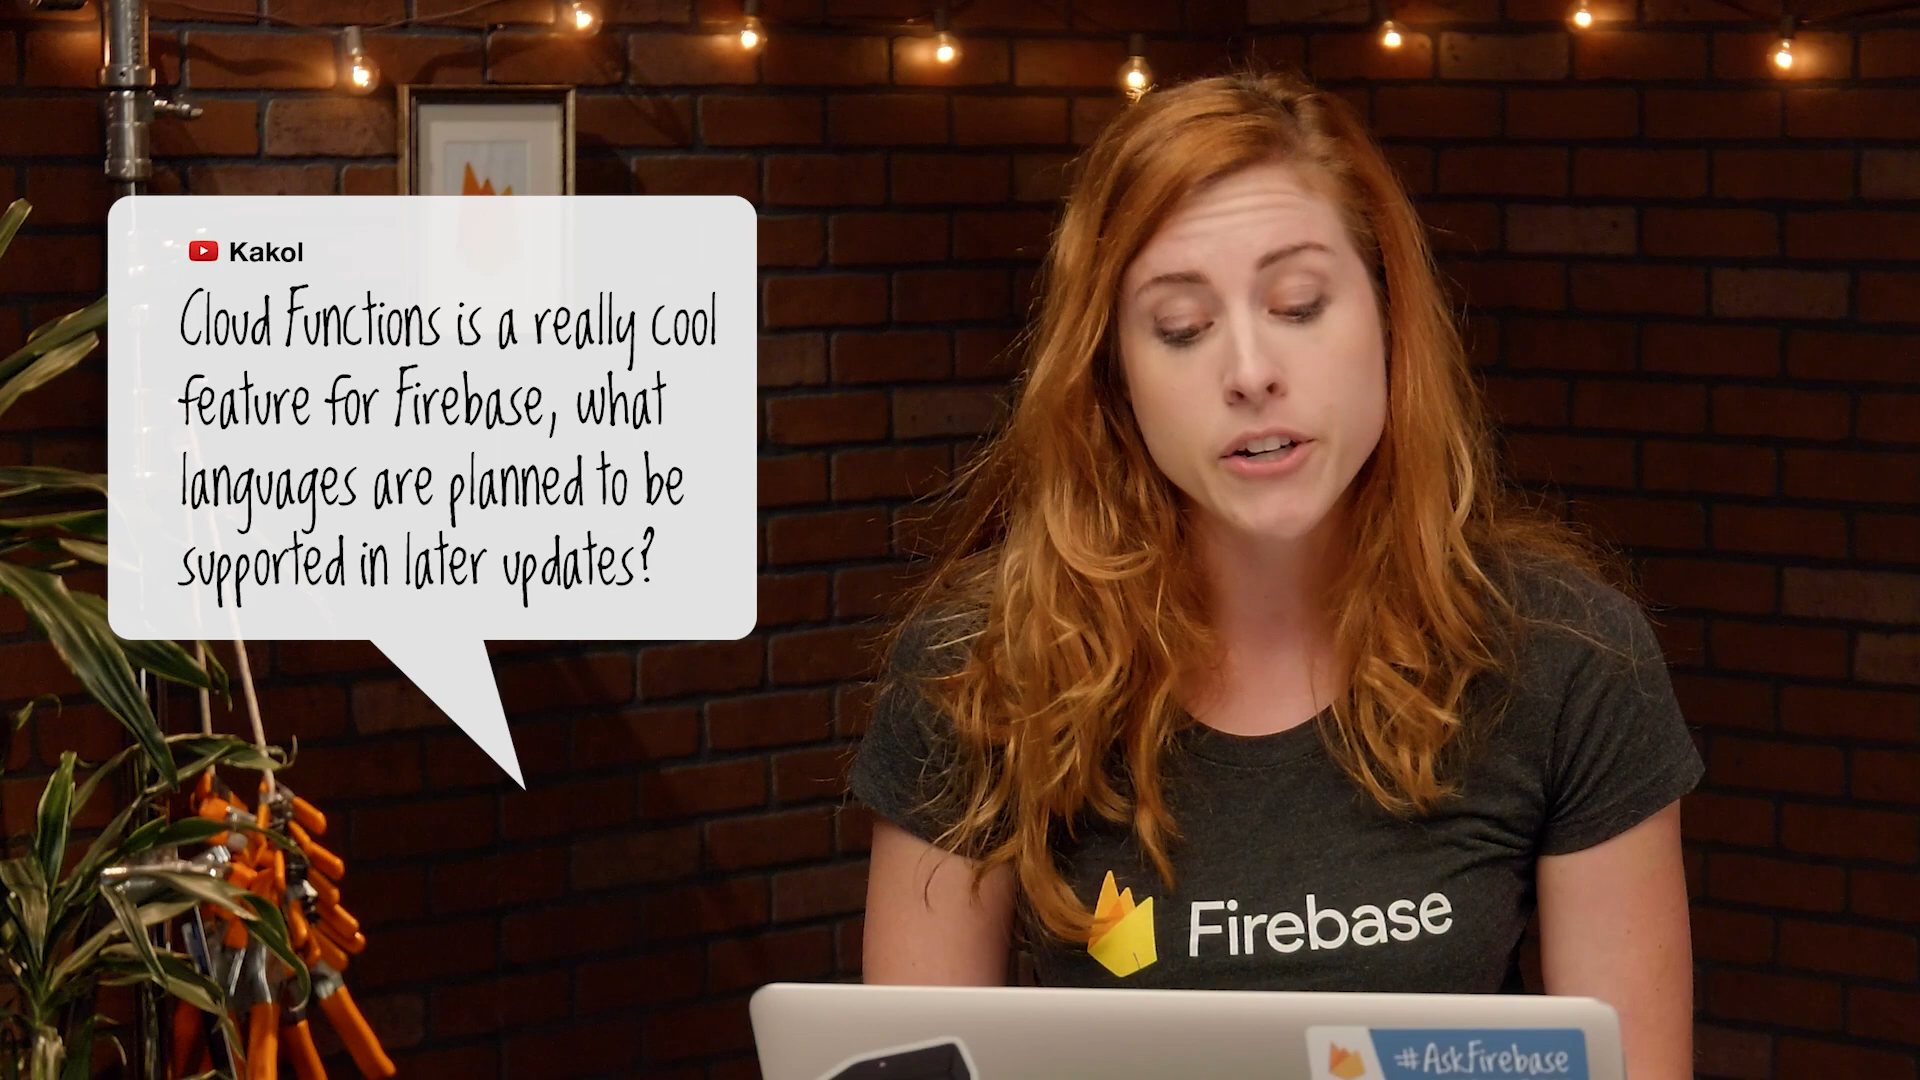 Kakol
Cloud Functions is a really cool
feature for Firebase, what
languages are planned to be
supported in later updates?
Firebase
#AskFirebase